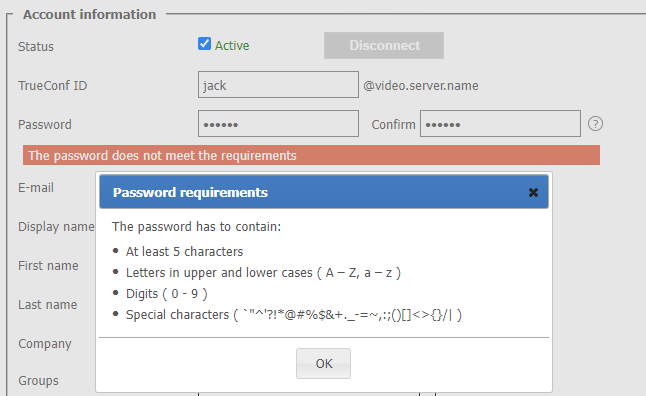 Account information
Status
Active
Disconnect
TrueConf ID
jack
@video.server.name
Password
••••••
Confirm
••••••
?
The password does not meet the requirements
E-mail
Display name
First name
Last name
Company
Groups
Password requirements
The password has to contain:
• At least 5 characters
• Letters in upper and lower cases ( A – Z, a – z )
• Digits ( 0 - 9 )
• Special characters ( `"^'?!*@#%$&+._-=~,:;()[]<>{}/| )
OK